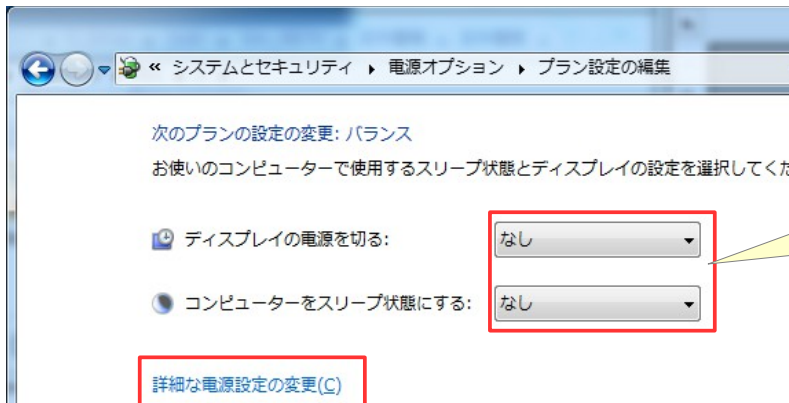 « システムとセキュリティ ▸ 電源オプション ▸ プラン設定の編集
次のプランの設定の変更: バランス
お使いのコンピューターで使用するスリープ状態とディスプレイの設定を選択してくた
ディスプレイの電源を切る: なし
コンピューターをスリープ状態にする: なし
詳細な電源設定の変更(C)